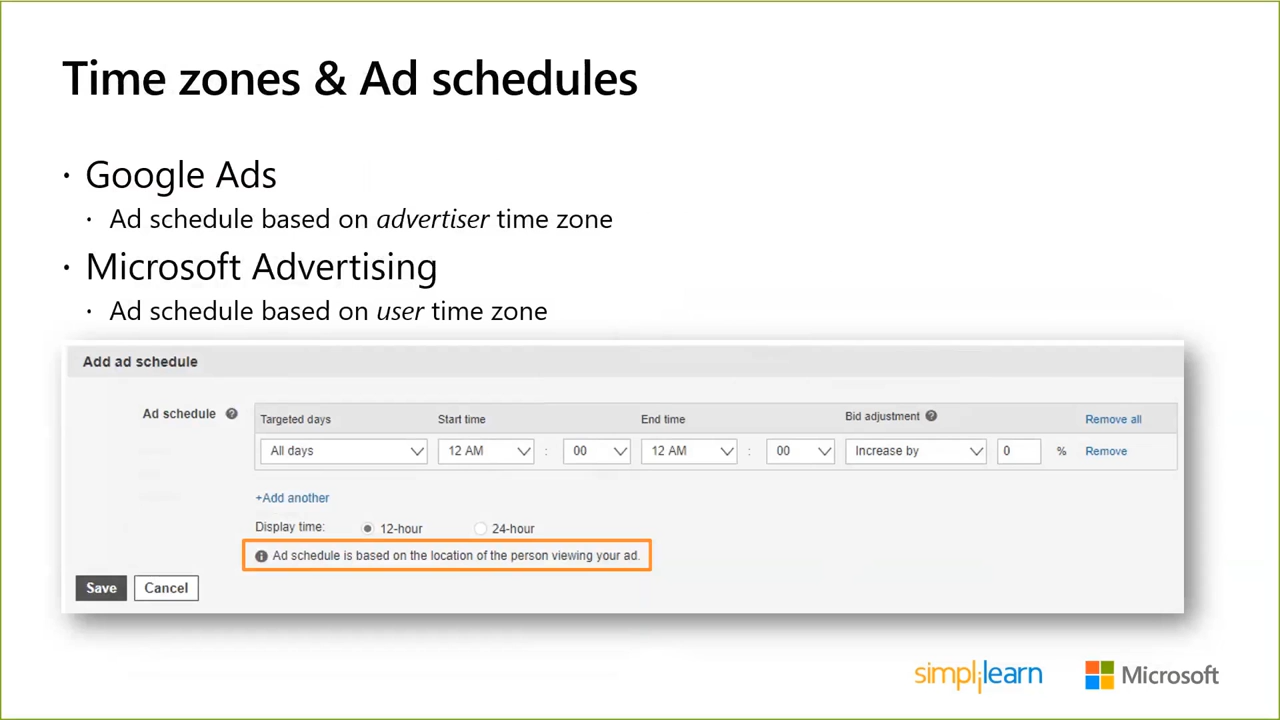 Time zones & Ad schedules
· Google Ads
· Ad schedule based on advertiser time zone
· Microsoft Advertising
· Ad schedule based on user time zone
Add ad schedule
Ad schedule ? Targeted days Start time End time Bid adjustment ? Remove all
All days 12 AM : 00 12 AM : 00 Increase by 0 % Remove
+Add another
Display time: 12-hour 24-hour
Ad schedule is based on the location of the person viewing your ad.
Save Cancel
simplilearn Microsoft